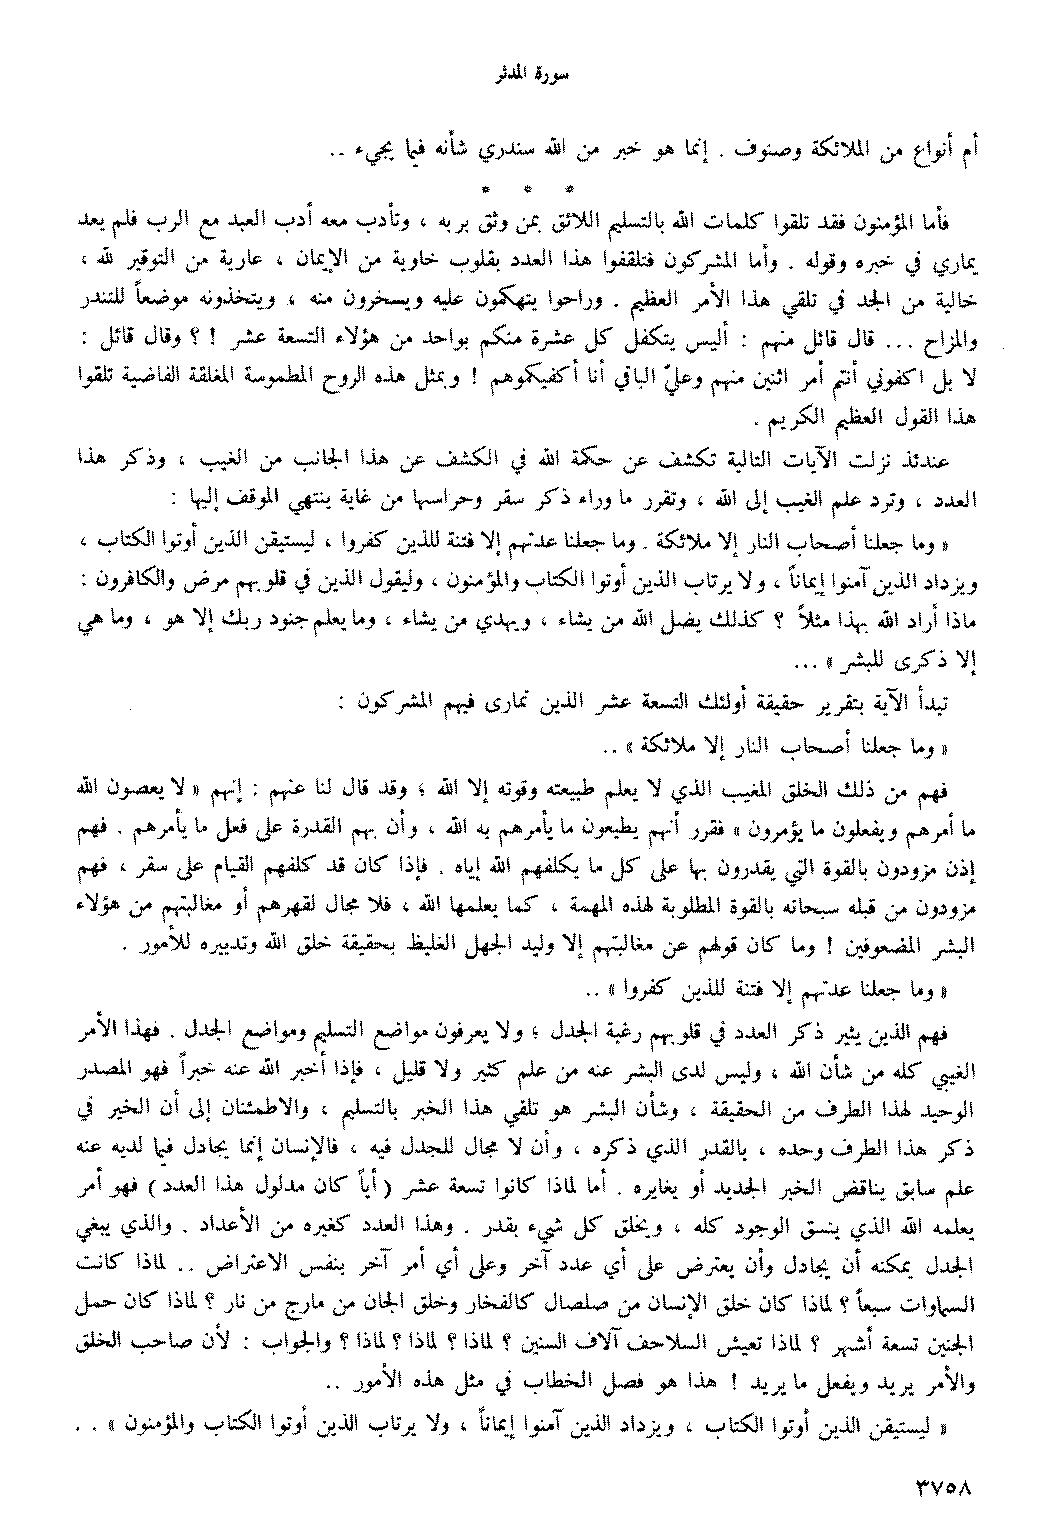 سورة المدثر
أم أنواع من الملائكة وصنوف . إنما هو خبر من الله سندري شأنه فيما يجيء ..
* * *
فأما المؤمنون فقد تلقوا كلمات الله بالتسليم اللائق بمن وثق بربه ، وتأدب معه أدب العبد مع الرب فلم يعد
يماري في خبره وقوله . وأما المشركون فتلقفوا هذا العدد بقلوب خاوية من الإيمان ، عارية من التوقير لله ،
خالية من الجد في تلقي هذا الأمر العظيم . وراحوا يتهكمون عليه ويسخرون منه ، ويتخذونه موضعاً للتندر
والمزاح ... قال قائل منهم : أليس يتكفل كل عشرة منكم بواحد من هؤلاء التسعة عشر ! ؟ وقال قائل :
لا بل اكفوني أنتم أمر اثنين منهم وعليّ الباقي أنا أكفيكموهم ! وبمثل هذه الروح المطموسة المغلقة الفاضية تلقوا
هذا القول العظيم الكريم .
عندئذ نزلت الآيات التالية تكشف عن حكمة الله في الكشف عن هذا الجانب من الغيب ، وذكر هذا
العدد ، وترد علم الغيب إلى الله ، وتقرر ما وراء ذكر سقر وحراسها من غاية ينتهي الموقف إليها :
« وما جعلنا أصحاب النار إلا ملائكة . وما جعلنا عدتهم إلا فتنة للذين كفروا ، ليستيقن الذين أوتوا الكتاب ،
ويزداد الذين آمنوا إيماناً ، ولا يرتاب الذين أوتوا الكتاب والمؤمنون ، وليقول الذين في قلوبهم مرض والكافرون :
ماذا أراد الله بهذا مثلاً ؟ كذلك يضل الله من يشاء ، ويهدي من يشاء ، وما يعلم جنود ربك إلا هو ، وما هي
إلا ذكرى للبشر » ...
تبدأ الآية بتقرير حقيقة أولئك التسعة عشر الذين تمارى فيهم المشركون :
« وما جعلنا أصحاب النار إلا ملائكة » ..
فهم من ذلك الخلق المغيب الذي لا يعلم طبيعته وقوته إلا الله ؛ وقد قال لنا عنهم : إنهم « لا يعصون الله
ما أمرهم ويفعلون ما يؤمرون » فقرر أنهم يطيعون ما يأمرهم به الله ، وأن بهم القدرة على فعل ما يأمرهم . فهم
إذن مزودون بالقوة التي يقدرون بها على كل ما يكلفهم الله إياه . فإذا كان قد كلفهم القيام على سقر ، فهم
مزودون من قبله سبحانه بالقوة المطلوبة لهذه المهمة ، كما يعلمها الله ، فلا مجال لقهرهم أو مغالبتهم من هؤلاء
البشر المضعوفين ! وما كان قولهم عن مغالبتهم إلا وليد الجهل الغليظ بحقيقة خلق الله وتدبيره للأمور .
« وما جعلنا عدتهم إلا فتنة للذين كفروا » ..
فهم الذين يثير ذكر العدد في قلوبهم رغبة الجدل ؛ ولا يعرفون مواضع التسليم ومواضع الجدل . فهذا الأمر
الغيبي كله من شأن الله ، وليس لدى البشر عنه من علم كثير ولا قليل ، فإذا أخبر الله عنه خبراً فهو المصدر
الوحيد لهذا الطرف من الحقيقة ، وشأن البشر هو تلقي هذا الخبر بالتسليم ، والاطمئنان إلى أن الخير في
ذكر هذا الطرف وحده ، بالقدر الذي ذكره ، وأن لا مجال للجدل فيه ، فالإنسان إنما يجادل فيما لديه عنه
علم سابق يناقض الخبر الجديد أو يغايره . أما لماذا كانوا تسعة عشر ( أياً كان مدلول هذا العدد ) فهو أمر
يعلمه الله الذي ينسق الوجود كله ، ويخلق كل شيء بقدر . وهذا العدد كغيره من الأعداد . والذي يبغي
الجدل يمكنه أن يجادل وأن يعترض على أي عدد آخر وعلى أي أمر آخر بنفس الاعتراض .. لماذا كانت
السماوات سبعاً ؟ لماذا كان خلق الإنسان من صلصال كالفخار وخلق الجان من مارج من نار ؟ لماذا كان حمل
الجنين تسعة أشهر ؟ لماذا تعيش السلاحف آلاف السنين ؟ لماذا ؟ لماذا ؟ لماذا ؟ والجواب : لأن صاحب الخلق
والأمر يريد ويفعل ما يريد ! هذا هو فصل الخطاب في مثل هذه الأمور ..
« ليستيقن الذين أوتوا الكتاب ، ويزداد الذين آمنوا إيماناً ، ولا يرتاب الذين أوتوا الكتاب والمؤمنون » . .
٣٧٥٨